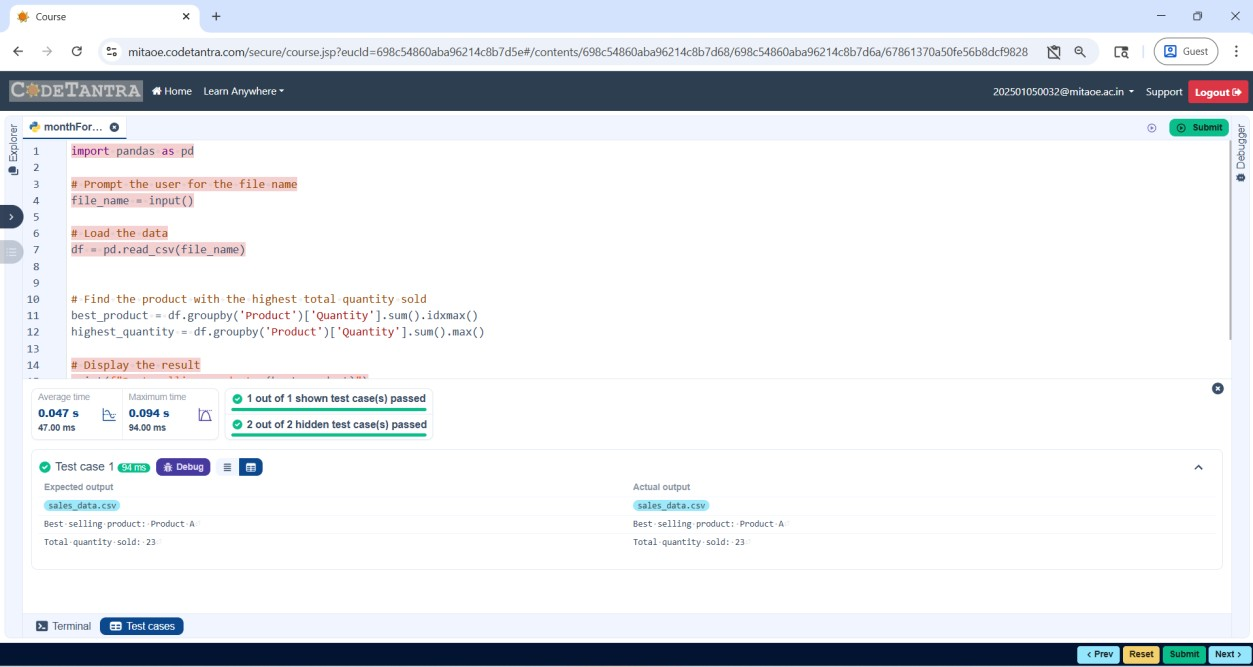 Course
mitaoe.codetantra.com/secure/course.jsp?eucId=698c54860aba96214c8b7d5e#/contents/698c54860aba96214c8b7d68/698c54860aba96214c8b7d6a/67861370a50fe56b8dcf9828
Guest
CODETANTRA Home Learn Anywhere 202501050032@mitaoe.ac.in Support Logout
Explorer
monthFor...
Submit
Debugger
1 import pandas as pd
2
3 # Prompt the user for the file name
4 file_name = input()
5
6 # Load the data
7 df = pd.read_csv(file_name)
8
9
10 # Find the product with the highest total quantity sold
11 best_product = df.groupby('Product')['Quantity'].sum().idxmax()
12 highest_quantity = df.groupby('Product')['Quantity'].sum().max()
13
14 # Display the result
Average time Maximum time
0.047 s 0.094 s
47.00 ms 94.00 ms
1 out of 1 shown test case(s) passed
2 out of 2 hidden test case(s) passed
Test case 1 94 ms Debug
Expected output Actual output
sales_data.csv sales_data.csv
Best selling product: Product A Best selling product: Product A
Total quantity sold: 23 Total quantity sold: 23
Terminal Test cases
< Prev Reset Submit Next >